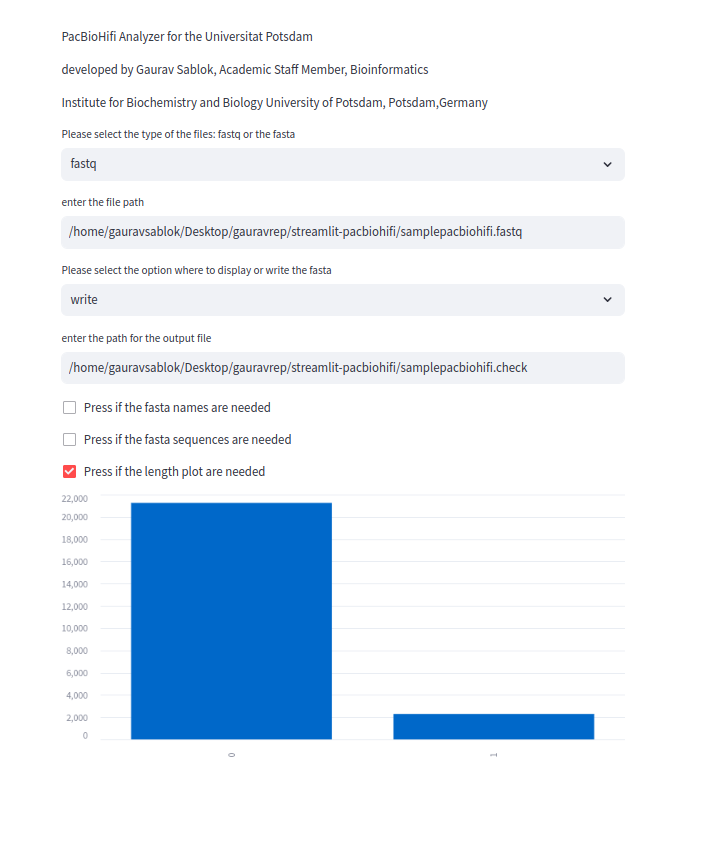 PacBioHifi Analyzer for the Universitat Potsdam
developed by Gaurav Sablok, Academic Staff Member, Bioinformatics
Institute for Biochemistry and Biology University of Potsdam, Potsdam,Germany
Please select the type of the files: fastq or the fasta
fastq
enter the file path
/home/gauravsablok/Desktop/gauravrep/streamlit-pacbiohifi/samplepacbiohifi.fastq
Please select the option where to display or write the fasta
write
enter the path for the output file
/home/gauravsablok/Desktop/gauravrep/streamlit-pacbiohifi/samplepacbiohifi.check
Press if the fasta names are needed
Press if the fasta sequences are needed
Press if the length plot are needed
22,000
20,000
18,000
16,000
14,000
12,000
10,000
8,000
6,000
4,000
2,000
0
0
1